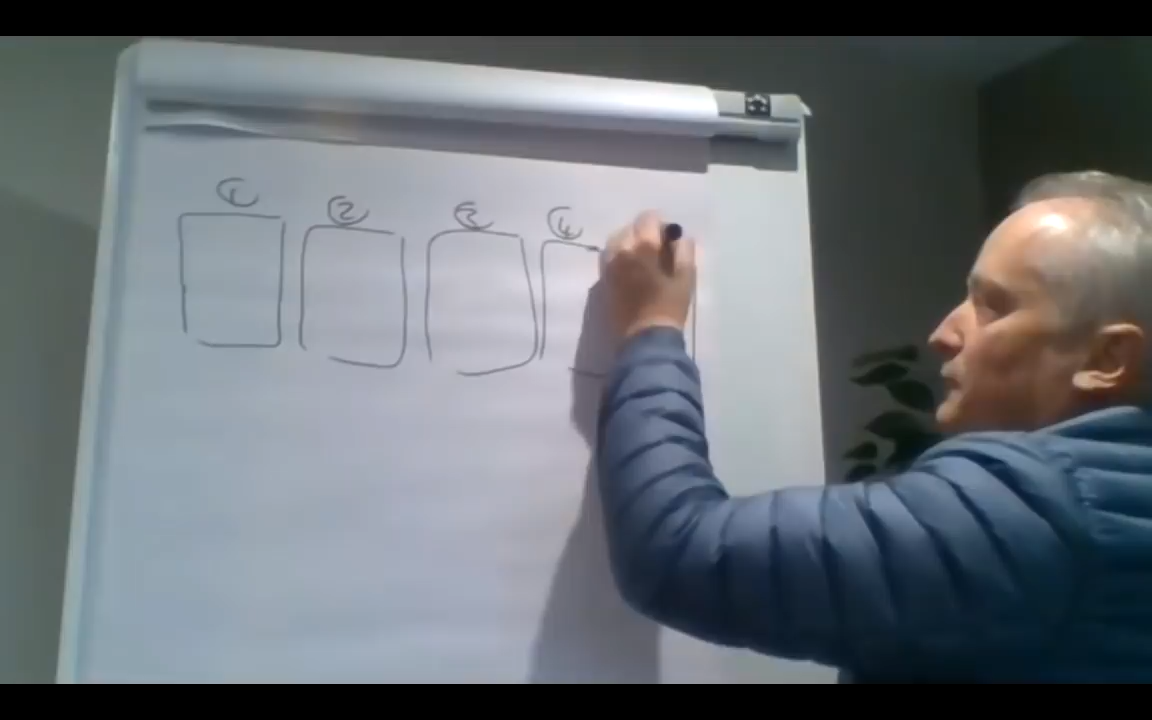 ① ② ③ ④